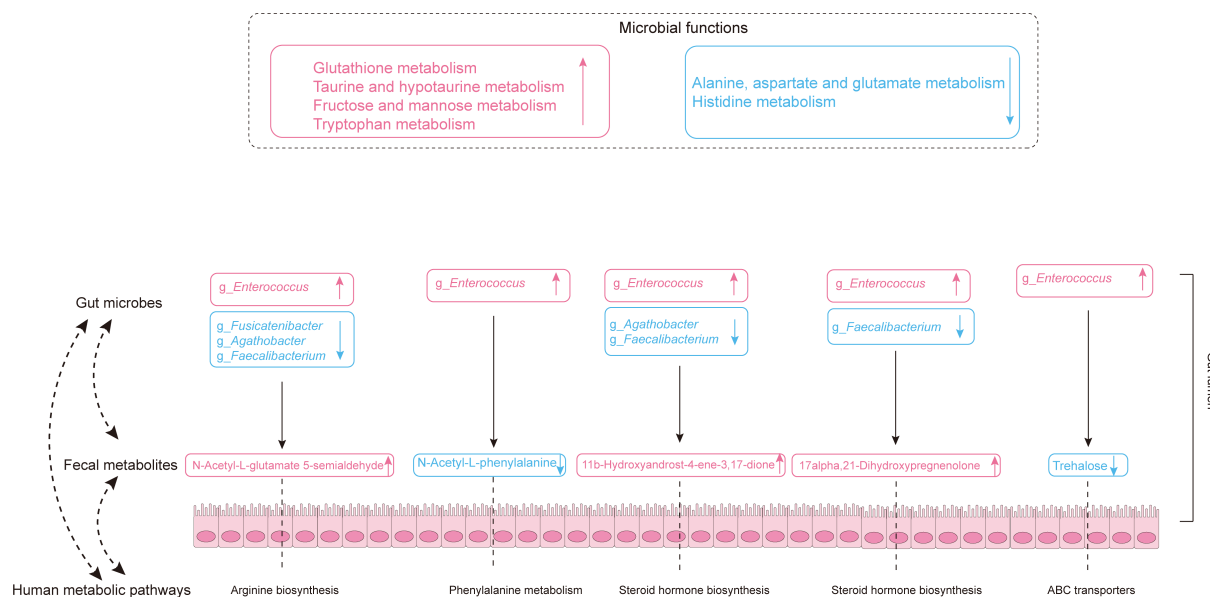 Microbial functions
Glutathione metabolism
Taurine and hypotaurine metabolism
Fructose and mannose metabolism
Tryptophan metabolism
Alanine, aspartate and glutamate metabolism
Histidine metabolism
Gut microbes
g_Enterococcus
g_Fusicatenibacter
g_Agathobacter
g_Faecalibacterium
g_Enterococcus
g_Enterococcus
g_Agathobacter
g_Faecalibacterium
g_Enterococcus
g_Faecalibacterium
g_Enterococcus
Fecal metabolites
N-Acetyl-L-glutamate 5-semialdehyde
N-Acetyl-L-phenylalanine
11b-Hydroxyandrost-4-ene-3,17-dione
17alpha,21-Dihydroxypregnenolone
Trehalose
Human metabolic pathways
Arginine biosynthesis
Phenylalanine metabolism
Steroid hormone biosynthesis
Steroid hormone biosynthesis
ABC transporters